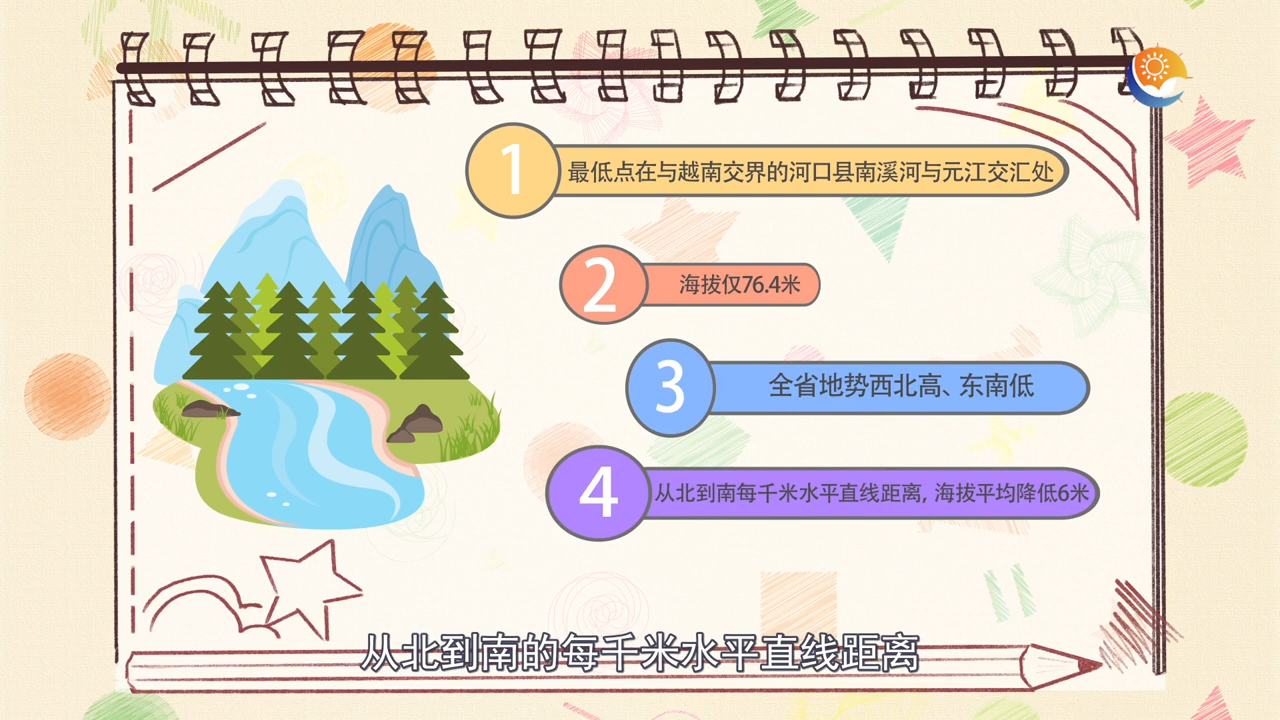 1
最低点在与越南交界的河口县南溪河与元江交汇处
2
海拔仅76.4米
3
全省地势西北高、东南低
4
从北到南每千米水平直线距离，海拔平均降低6米
从北到南的每千米水平直线距离